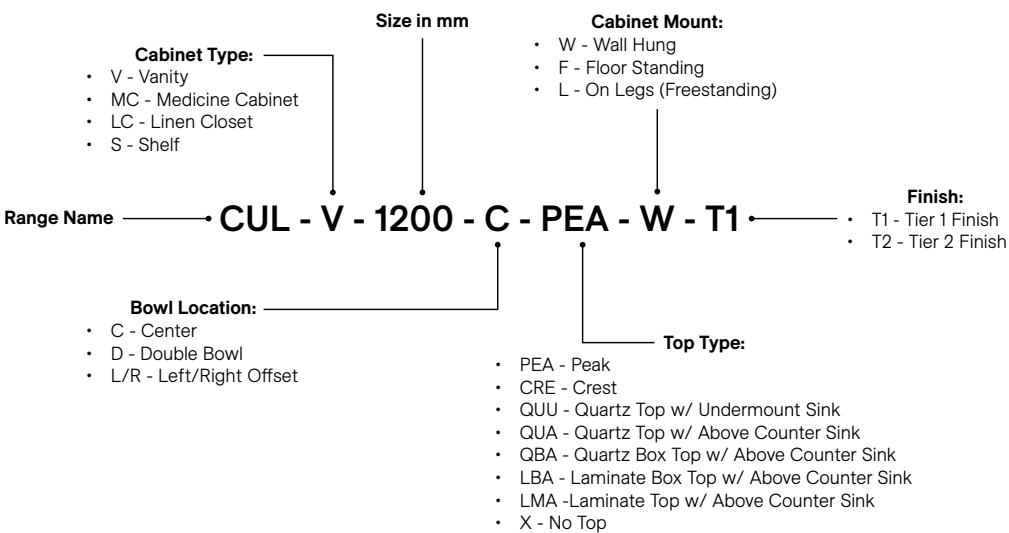 Size in mm
Cabinet Mount:
• W - Wall Hung
• F - Floor Standing
• L - On Legs (Freestanding)
Cabinet Type:
• V - Vanity
• MC - Medicine Cabinet
• LC - Linen Closet
• S - Shelf
Range Name
CUL - V - 1200 - C - PEA - W - T1
Finish:
• T1 - Tier 1 Finish
• T2 - Tier 2 Finish
Bowl Location:
• C - Center
• D - Double Bowl
• L/R - Left/Right Offset
Top Type:
• PEA - Peak
• CRE - Crest
• QUU - Quartz Top w/ Undermount Sink
• QUA - Quartz Top w/ Above Counter Sink
• QBA - Quartz Box Top w/ Above Counter Sink
• LBA - Laminate Box Top w/ Above Counter Sink
• LMA -Laminate Top w/ Above Counter Sink
• X - No Top